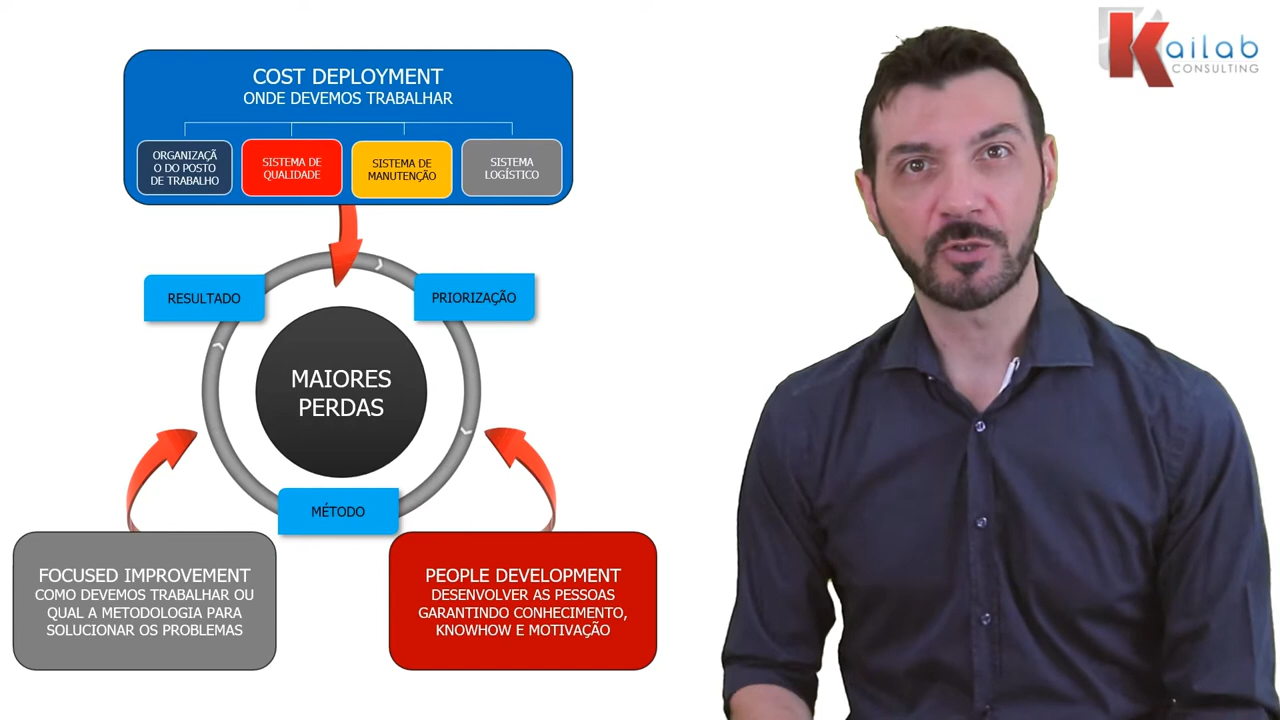 COST DEPLOYMENT
ONDE DEVEMOS TRABALHAR
ORGANIZAÇÃ
O DO POSTO
DE TRABALHO
SISTEMA DE
QUALIDADE
SISTEMA DE
MANUTENÇÃO
SISTEMA
LOGÍSTICO
Kailab
CONSULTING
RESULTADO
PRIORIZAÇÃO
MAIORES
PERDAS
MÉTODO
FOCUSED IMPROVEMENT
COMO DEVEMOS TRABALHAR OU
QUAL A METODOLOGIA PARA
SOLUCIONAR OS PROBLEMAS
PEOPLE DEVELOPMENT
DESENVOLVER AS PESSOAS
GARANTINDO CONHECIMENTO,
KNOWHOW E MOTIVAÇÃO